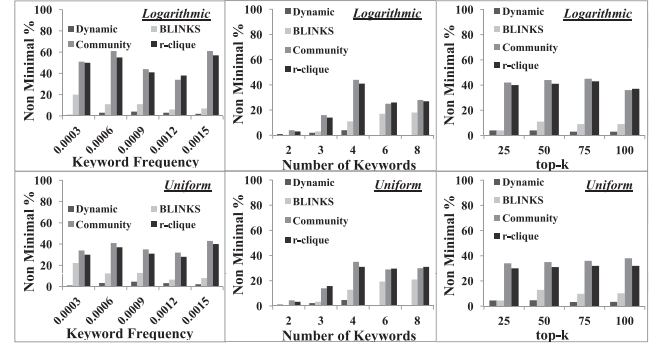 Logarithmic
Non Minimal %
100
80
60
40
20
0
Dynamic
BLINKS
Community
r-clique
0.0003
0.0006
0.0009
0.0012
0.0015
Keyword Frequency
Logarithmic
Non Minimal %
100
80
60
40
20
0
Dynamic
BLINKS
Community
r-clique
2 3 4 6 8
Number of Keywords
Logarithmic
Non Minimal %
100
80
60
40
20
0
Dynamic
BLINKS
Community
r-clique
25 50 75 100
top-k
Uniform
Non Minimal %
100
80
60
40
20
0
Dynamic
BLINKS
Community
r-clique
0.0003
0.0006
0.0009
0.0012
0.0015
Keyword Frequency
Uniform
Non Minimal %
100
80
60
40
20
0
Dynamic
BLINKS
Community
r-clique
2 3 4 6 8
Number of Keywords
Uniform
Non Minimal %
100
80
60
40
20
0
Dynamic
BLINKS
Community
r-clique
25 50 75 100
top-k